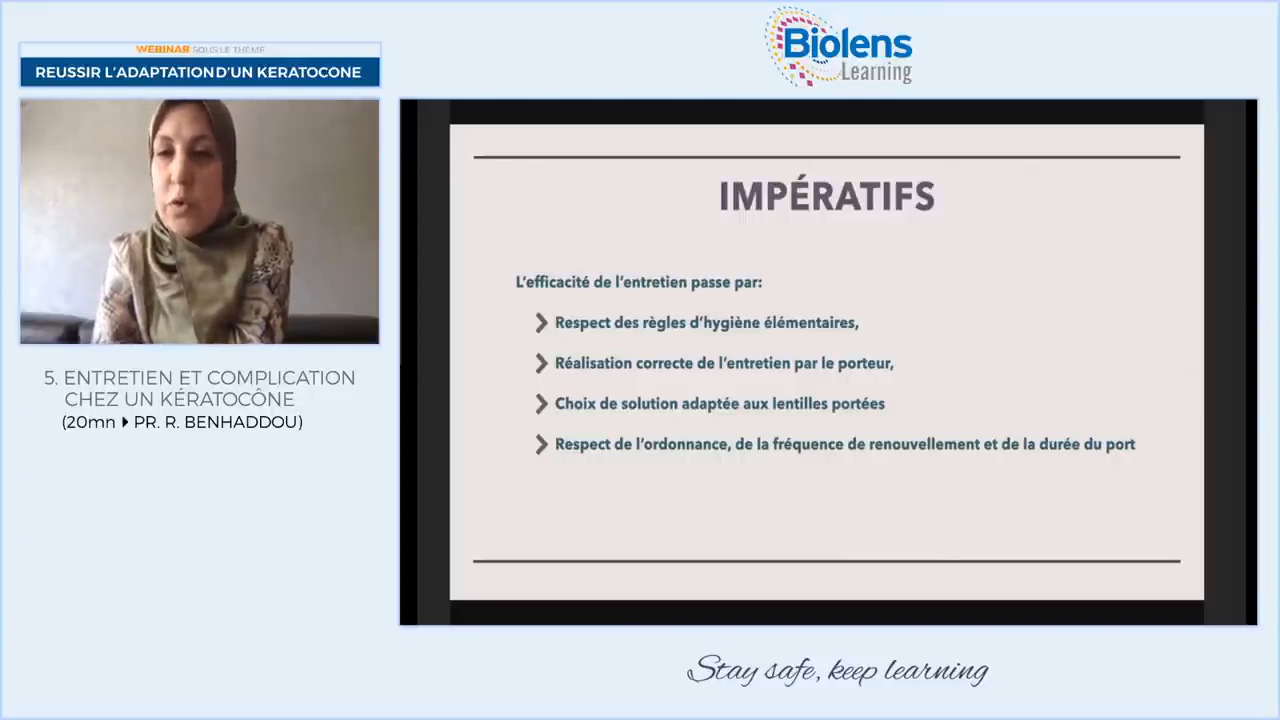 Biolens
Learning
WEBINAR SOUS LE THÈME
REUSSIR L'ADAPTATION D'UN KERATOCONE
5. ENTRETIEN ET COMPLICATION
CHEZ UN KÉRATOCÔNE
(20mn PR. R. BENHADDOU)
IMPÉRATIFS
L'efficacité de l'entretien passe par:
Respect des règles d'hygiène élémentaires,
Réalisation correcte de l'entretien par le porteur,
Choix de solution adaptée aux lentilles portées
Respect de l'ordonnance, de la fréquence de renouvellement et de la durée du port
Stay safe, keep learning